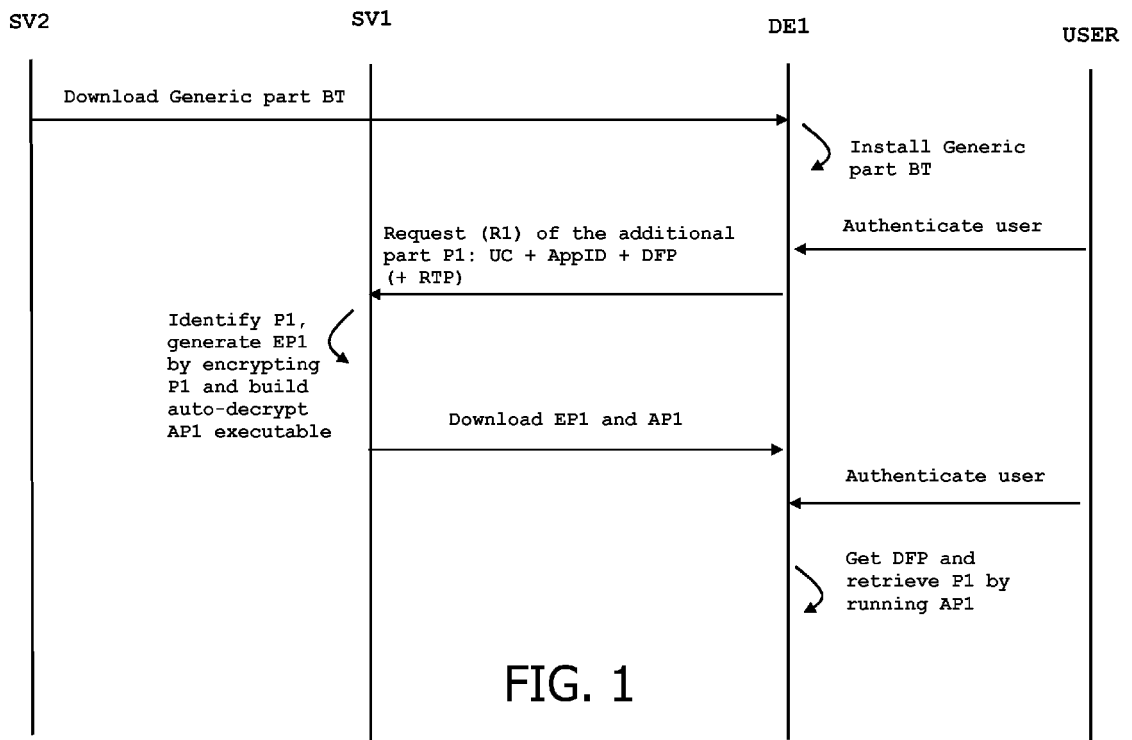 SV2
SV1
DE1
USER
Download Generic part BT
Install Generic
part BT
Authenticate user
Request (R1) of the additional
part P1: UC + AppID + DFP
(+ RTP)
Identify P1,
generate EP1
by encrypting
P1 and build
auto-decrypt
AP1 executable
Download EP1 and AP1
Authenticate user
Get DFP and
retrieve P1 by
running AP1
FIG. 1